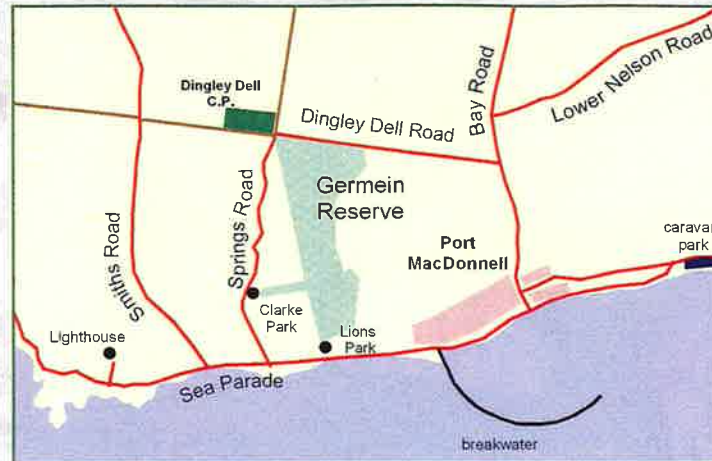 Dingley Dell
C.P.
Dingley Dell Road
Bay Road
Lower Nelson Road
Germein
Reserve
Smiths Road
Springs Road
Port
MacDonnell
caravan
park
Clarke
Park
Lighthouse
Lions
Park
Sea Parade
breakwater